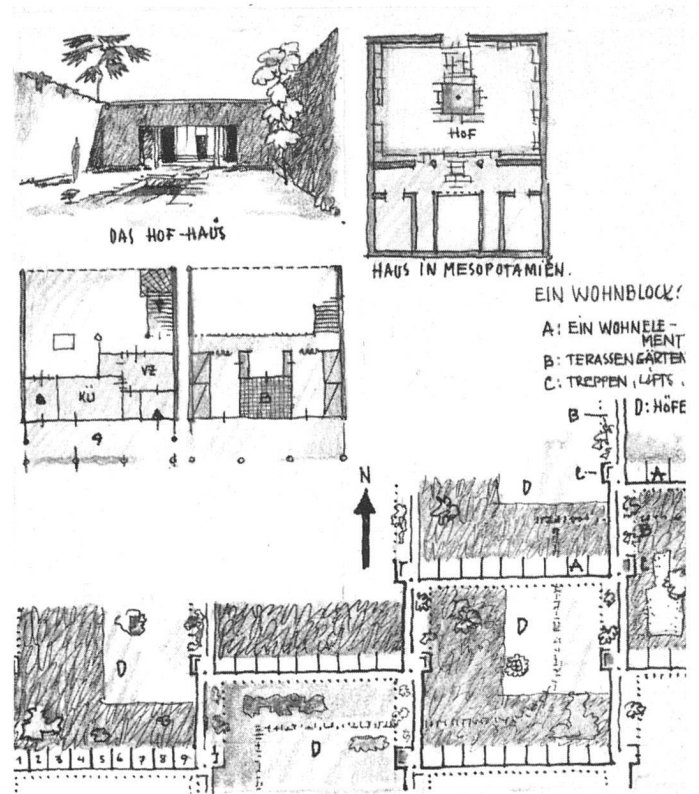 HOF
DAS HOF-HAUS
HAUS IN MESOPOTAMIEN.
EIN WOHNBLOCK:
A: EIN WOHNELE-
MENT
B: TERASSENGÄRTEN
C: TREPPEN, LIFTS.
D: HÖFE
VZ
KÜ
B
9
B
C
A
D
N
B
C
A
D
D
D
1 2 3 4 5 6 7 8 9